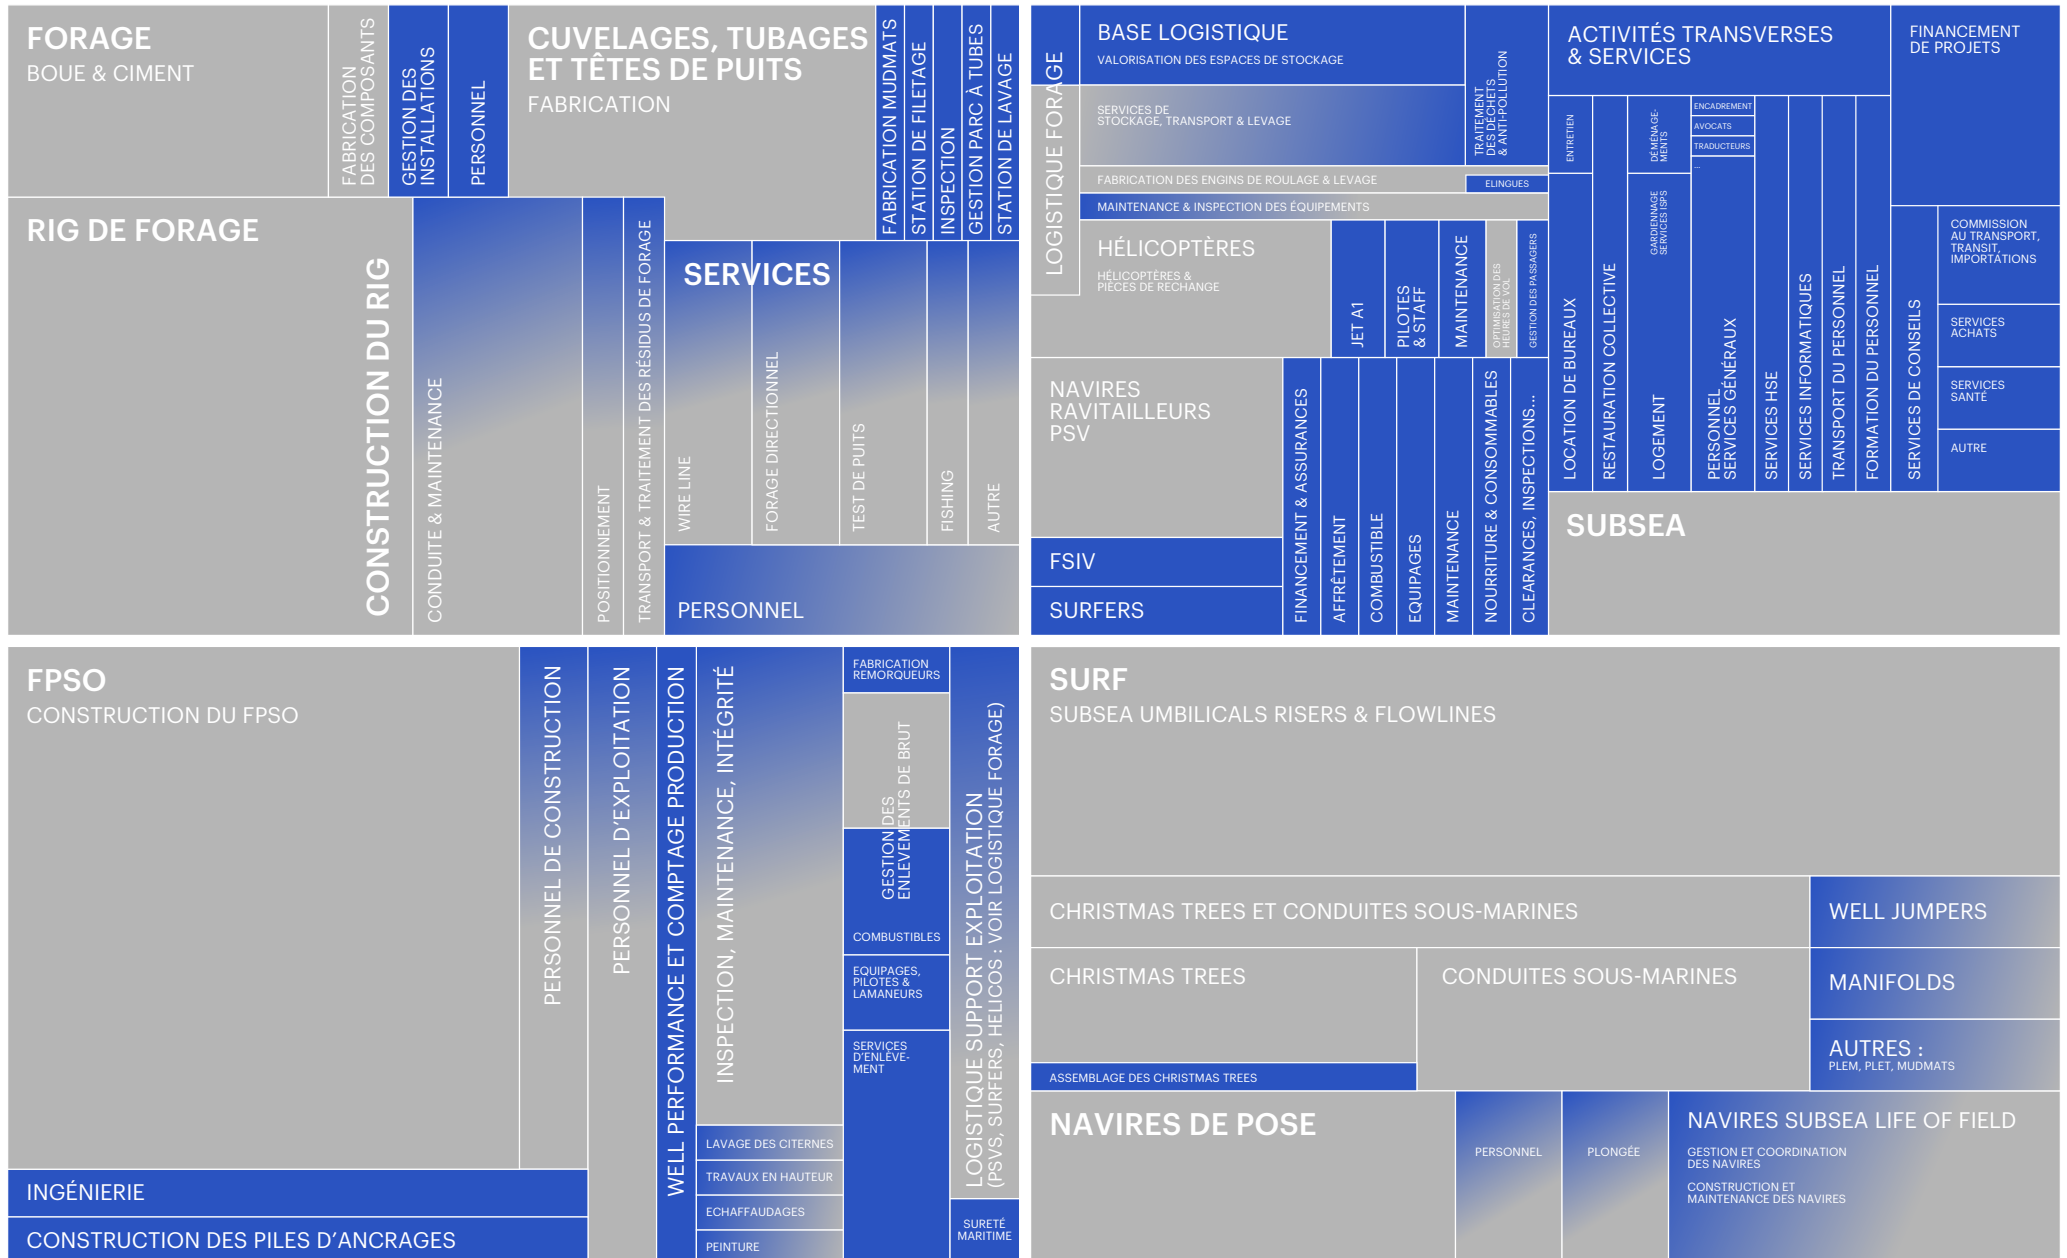 FORAGE
BOUE & CIMENT
FABRICATION
DES COMPOSANTS
GESTION DES
INSTALLATIONS
PERSONNEL
CUVELAGES, TUBAGES
ET TÊTES DE PUITS
FABRICATION
FABRICATION MUDMATS
STATION DE FILETAGE
INSPECTION
GESTION PARC À TUBES
STATION DE LAVAGE
RIG DE FORAGE
CONSTRUCTION DU RIG
CONDUITE & MAINTENANCE
POSITIONNEMENT
TRANSPORT & TRAITEMENT DES RÉSIDUS DE FORAGE
SERVICES
WIRE LINE
FORAGE DIRECTIONNEL
TEST DE PUITS
FISHING
AUTRE
PERSONNEL
LOGISTIQUE FORAGE
BASE LOGISTIQUE
VALORISATION DES ESPACES DE STOCKAGE
SERVICES DE
STOCKAGE, TRANSPORT & LEVAGE
TRAITEMENT
DES DÉCHETS
& ANTI-POLLUTION
FABRICATION DES ENGINS DE ROULAGE & LEVAGE
ELINGUES
MAINTENANCE & INSPECTION DES ÉQUIPEMENTS
HÉLICOPTÈRES
HÉLICOPTÈRES &
PIÈCES DE RECHANGE
JET A1
PILOTES
& STAFF
MAINTENANCE
OPTIMISATION DES
HEURES DE VOL
GESTION DES PASSAGERS
NAVIRES
RAVITAILLEURS
PSV
FSIV
SURFERS
FINANCEMENT & ASSURANCES
AFFRÊTEMENT
COMBUSTIBLE
EQUIPAGES
MAINTENANCE
NOURRITURE & CONSOMMABLES
CLEARANCES, INSPECTIONS...
ACTIVITÉS TRANSVERSES
& SERVICES
ENTRETIEN
LOCATION DE BUREAUX
RESTAURATION COLLECTIVE
DÉMÉNAGE-
MENTS
GARDIENNAGE
SERVICES ISPS
LOGEMENT
ENCADREMENT
AVOCATS
TRADUCTEURS
...
PERSONNEL
SERVICES GÉNÉRAUX
SERVICES HSE
SERVICES INFORMATIQUES
TRANSPORT DU PERSONNEL
FORMATION DU PERSONNEL
FINANCEMENT
DE PROJETS
SERVICES DE CONSEILS
COMMISSION
AU TRANSPORT,
TRANSIT,
IMPORTATIONS
SERVICES
ACHATS
SERVICES
SANTÉ
AUTRE
SUBSEA
FPSO
CONSTRUCTION DU FPSO
INGÉNIERIE
CONSTRUCTION DES PILES D'ANCRAGES
PERSONNEL DE CONSTRUCTION
PERSONNEL D'EXPLOITATION
WELL PERFORMANCE ET COMPTAGE PRODUCTION
INSPECTION, MAINTENANCE, INTÉGRITÉ
LAVAGE DES CITERNES
TRAVAUX EN HAUTEUR
ECHAFFAUDAGES
PEINTURE
FABRICATION
REMORQUEURS
GESTION DES
ENLEVEMENTS DE BRUT
COMBUSTIBLES
EQUIPAGES,
PILOTES &
LAMANEURS
SERVICES
D'ENLÈVE-
MENT
LOGISTIQUE SUPPORT EXPLOITATION
(PSVS, SURFERS, HELICOS : VOIR LOGISTIQUE FORAGE)
SURETÉ
MARITIME
SURF
SUBSEA UMBILICALS RISERS & FLOWLINES
CHRISTMAS TREES ET CONDUITES SOUS-MARINES
WELL JUMPERS
CHRISTMAS TREES
CONDUITES SOUS-MARINES
MANIFOLDS
AUTRES :
PLEM, PLET, MUDMATS
ASSEMBLAGE DES CHRISTMAS TREES
NAVIRES DE POSE
PERSONNEL
PLONGÉE
NAVIRES SUBSEA LIFE OF FIELD
GESTION ET COORDINATION
DES NAVIRES
CONSTRUCTION ET
MAINTENANCE DES NAVIRES